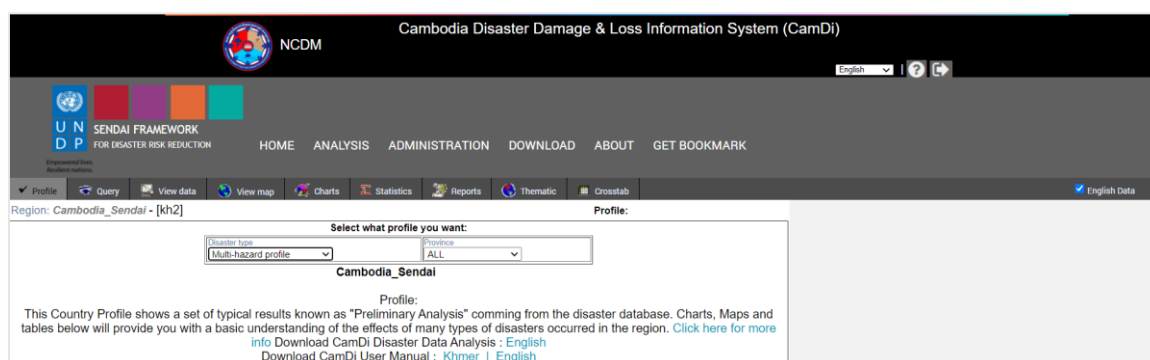 Cambodia Disaster Damage & Loss Information System (CamDi)
NCDM
English | ?
U N
D P
Empowered lives.
Resilient nations.
SENDAI FRAMEWORK
FOR DISASTER RISK REDUCTION
HOME ANALYSIS ADMINISTRATION DOWNLOAD ABOUT GET BOOKMARK
Profile Query View data View map Charts Statistics Reports Thematic Crosstab English Data
Region: Cambodia_Sendai - [kh2] Profile:
Select what profile you want:
Disaster type Province
Multi-hazard profile ALL
Cambodia_Sendai
Profile:
This Country Profile shows a set of typical results known as "Preliminary Analysis" comming from the disaster database. Charts, Maps and
tables below will provide you with a basic understanding of the effects of many types of disasters occurred in the region. Click here for more
info Download CamDi Disaster Data Analysis : English
Download CamDi User Manual : Khmer | English